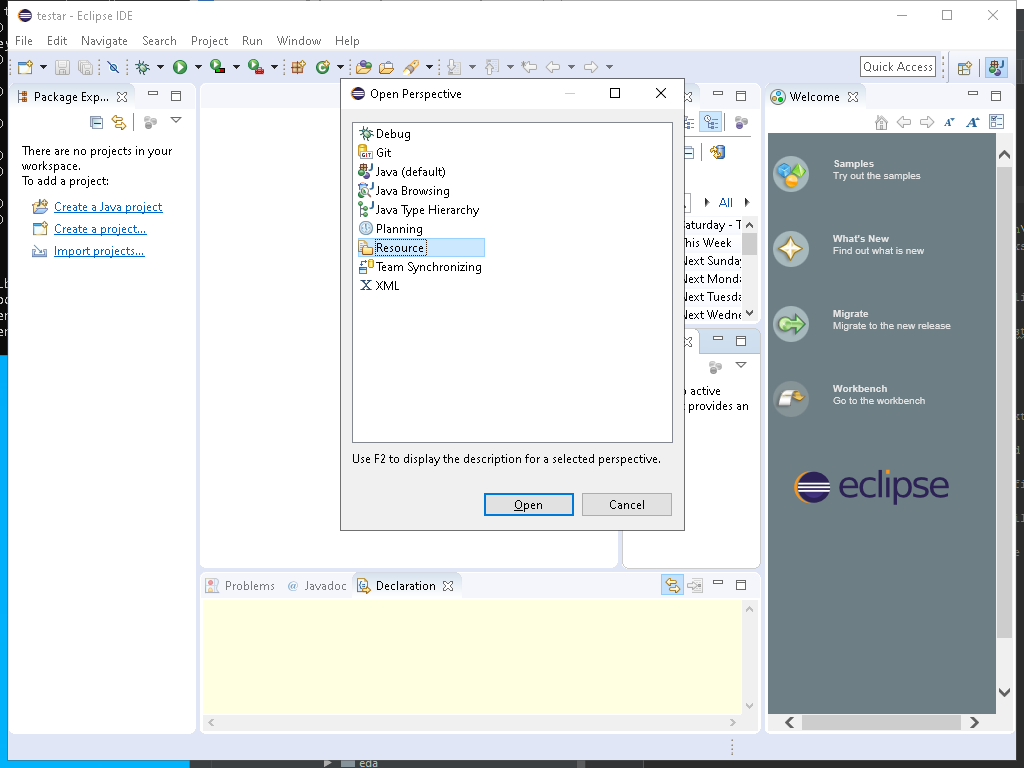 testar - Eclipse IDE
File Edit Navigate Search Project Run Window Help
Quick Access
Package Exp...
There are no projects in your
workspace.
To add a project:
Create a Java project
Create a project...
Import projects...
Open Perspective
Debug
Git
GIT
Java (default)
Java Browsing
Java Type Hierarchy
Planning
Resource
Team Synchronizing
XML
Use F2 to display the description for a selected perspective.
Open Cancel
All
Saturday - T
This Week
Next Sunday
Next Monda
Next Tuesda
Next Wedne
active
provides an
Welcome
Samples
Try out the samples
What's New
Find out what is new
Migrate
Migrate to the new release
Workbench
Go to the workbench
eclipse
Problems @ Javadoc Declaration
eda